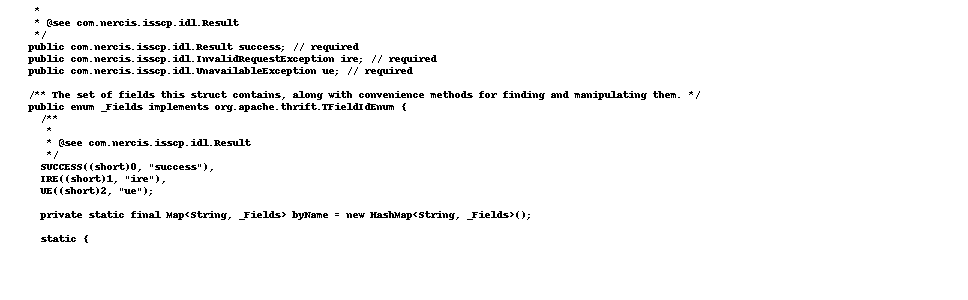 *
* @see com.nercis.isscp.idl.Result
*/
public com.nercis.isscp.idl.Result success; // required
public com.nercis.isscp.idl.InvalidRequestException ire; // required
public com.nercis.isscp.idl.UnavailableException ue; // required
/** The set of fields this struct contains, along with convenience methods for finding and manipulating them. */
public enum _Fields implements org.apache.thrift.TFieldIdEnum {
/**
*
* @see com.nercis.isscp.idl.Result
*/
SUCCESS((short)0, "success"),
IRE((short)1, "ire"),
UE((short)2, "ue");
private static final Map<String, _Fields> byName = new HashMap<String, _Fields>();
static {